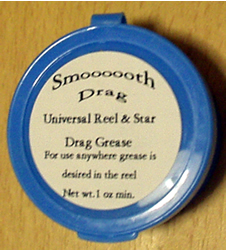 Smoooooth
Drag
Universal Reel & Star
Drag Grease
For use anywhere grease is
desired in the reel
Net wt. 1 oz min.